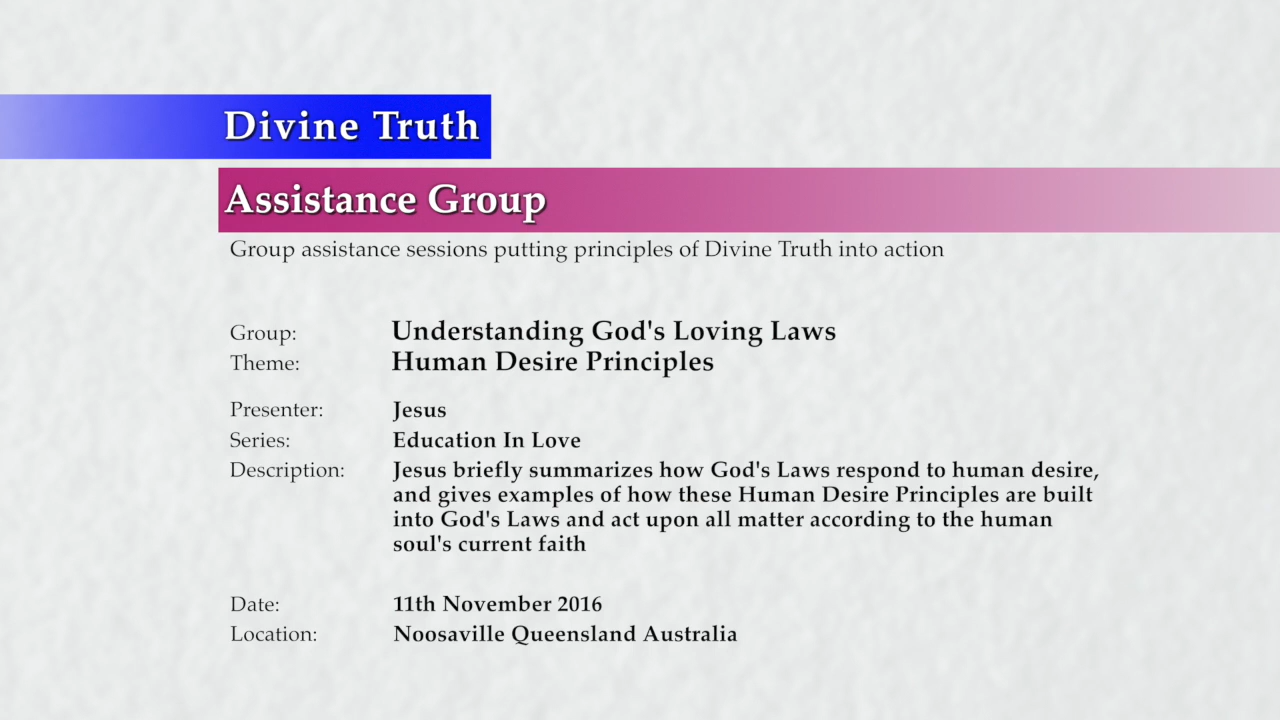 Divine Truth
Assistance Group
Group assistance sessions putting principles of Divine Truth into action
Group: Understanding God's Loving Laws
Theme: Human Desire Principles
Presenter: Jesus
Series: Education In Love
Description: Jesus briefly summarizes how God's Laws respond to human desire,
and gives examples of how these Human Desire Principles are built
into God's Laws and act upon all matter according to the human
soul's current faith
Date: 11th November 2016
Location: Noosaville Queensland Australia